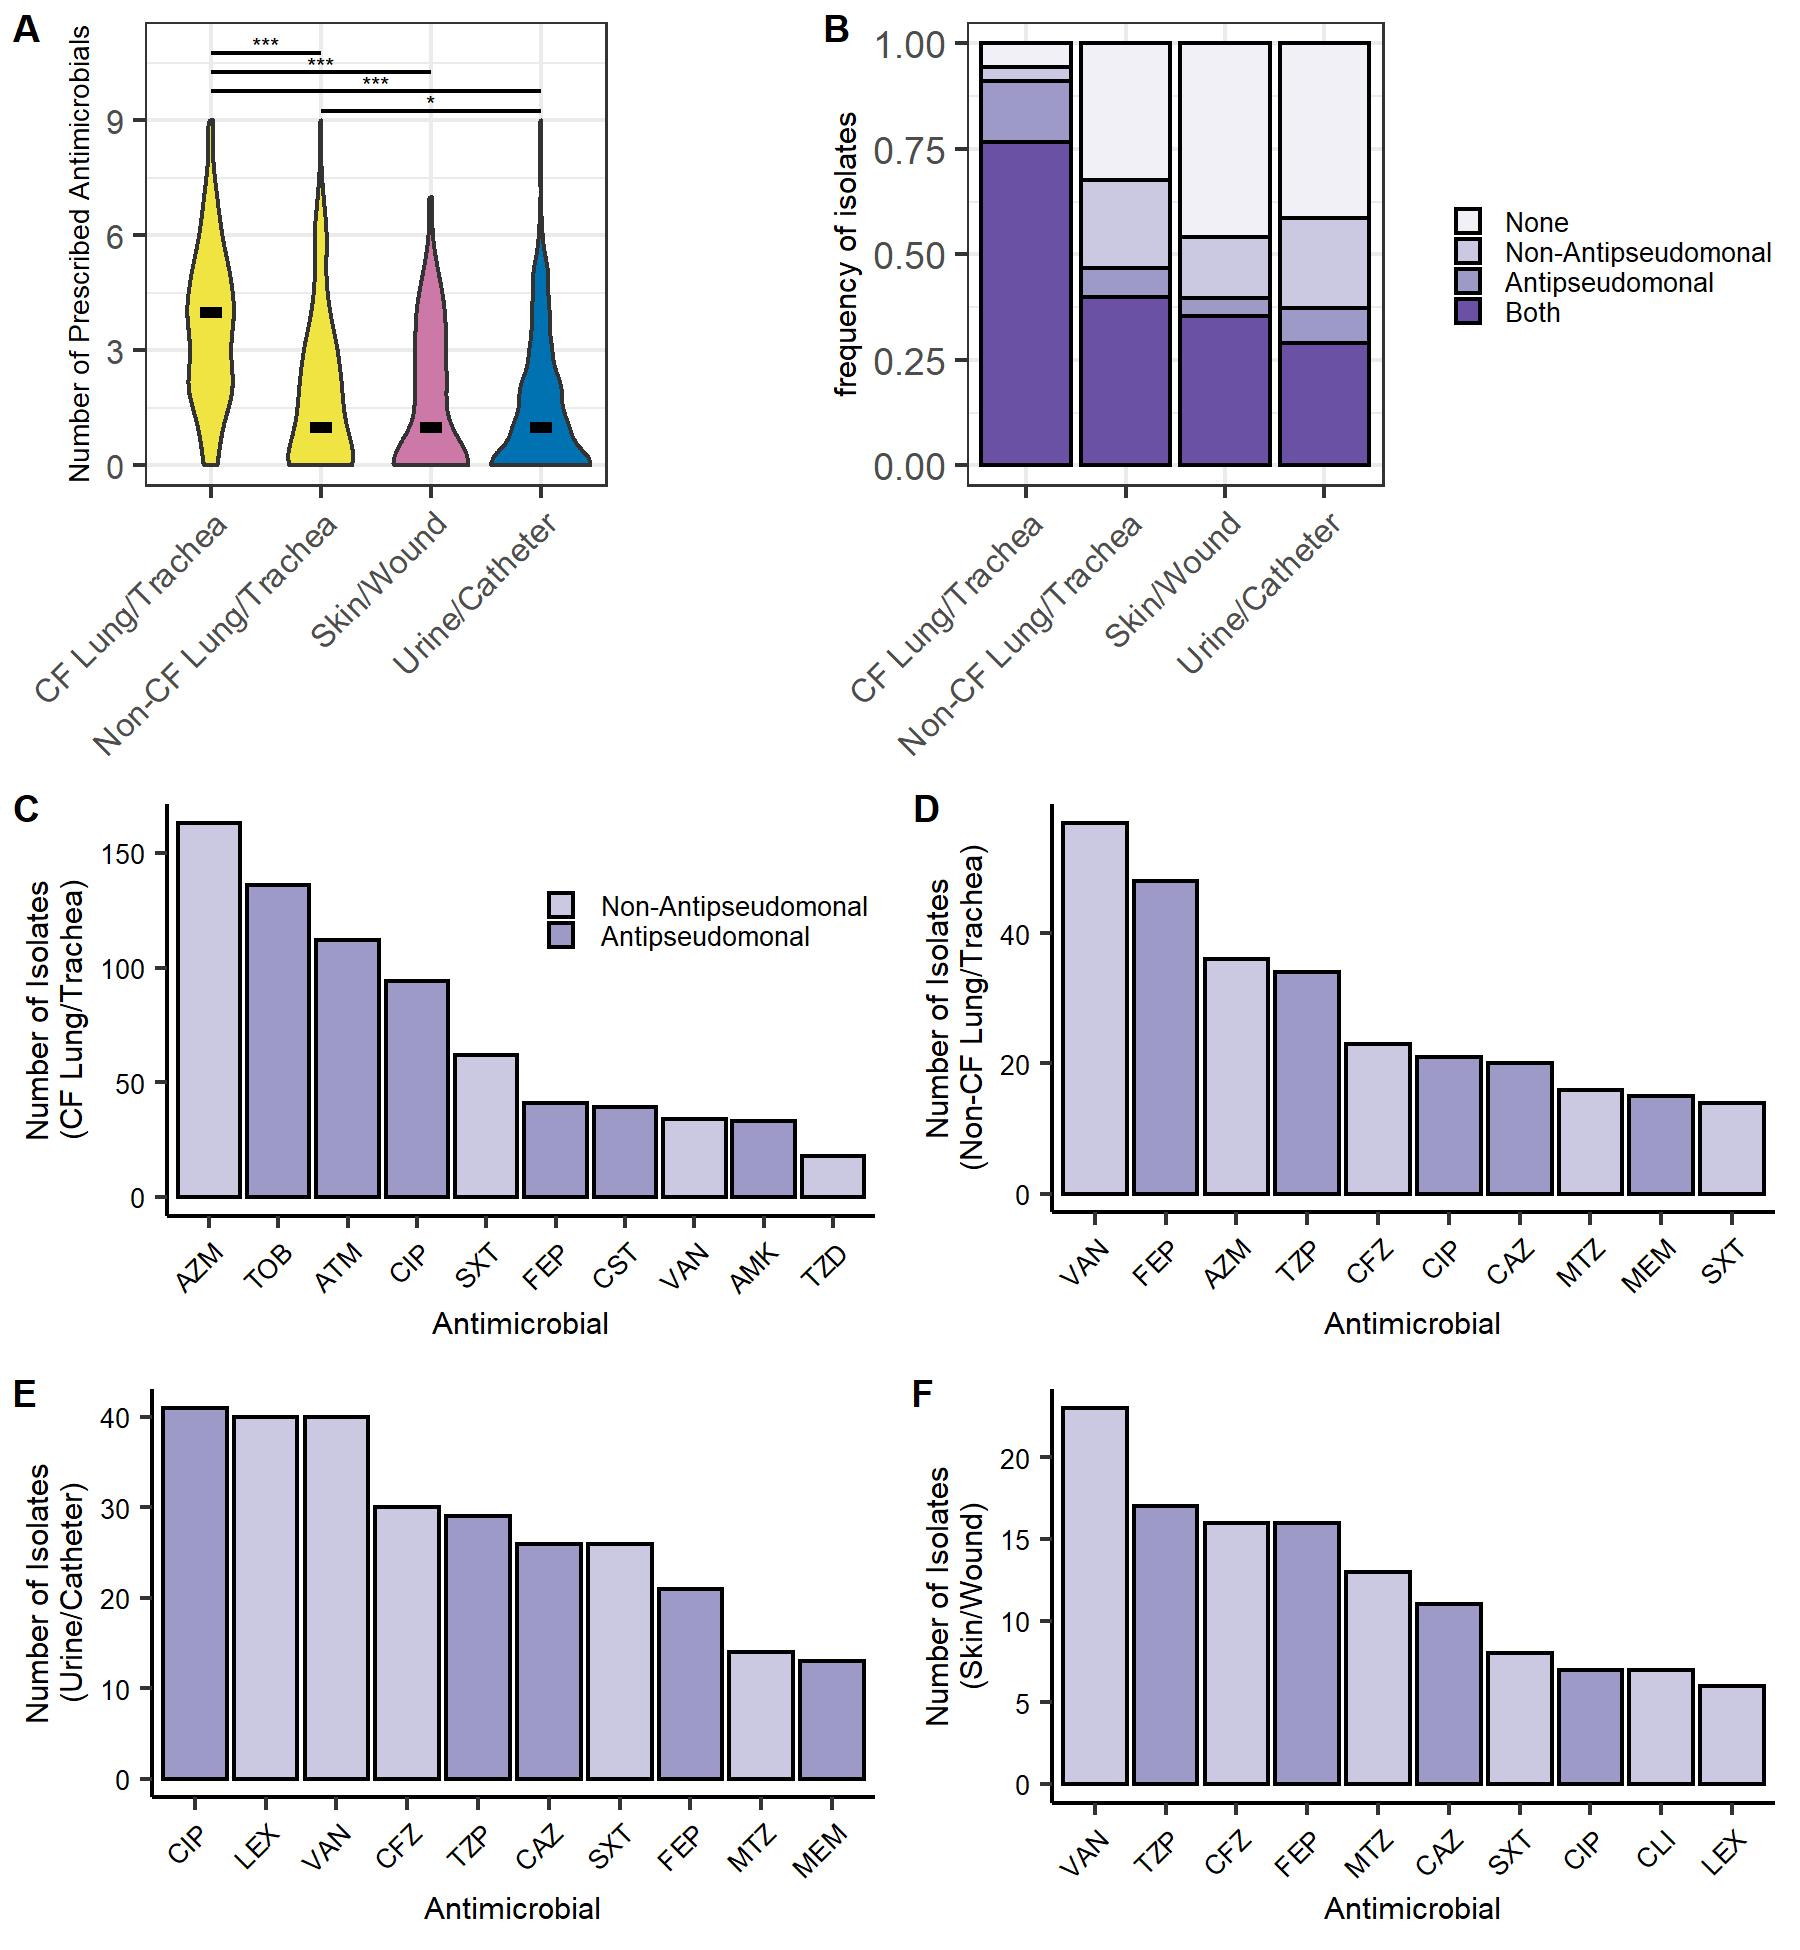 A
Number of Prescribed Antimicrobials
***
***
***
*
9
6
3
0
CF Lung/Trachea
Non-CF Lung/Trachea
Skin/Wound
Urine/Catheter
B
frequency of isolates
1.00
0.75
0.50
0.25
0.00
CF Lung/Trachea
Non-CF Lung/Trachea
Skin/Wound
Urine/Catheter
None
Non-Antipseudomonal
Antipseudomonal
Both
C
Number of Isolates
(CF Lung/Trachea)
150
100
50
0
Non-Antipseudomonal
Antipseudomonal
AZM
TOB
ATM
CIP
SXT
FEP
CST
VAN
AMK
TZD
Antimicrobial
D
Number of Isolates
(Non-CF Lung/Trachea)
40
20
0
VAN
FEP
AZM
TZP
CFZ
CIP
CAZ
MTZ
MEM
SXT
Antimicrobial
E
Number of Isolates
(Urine/Catheter)
40
30
20
10
0
CIP
LEX
VAN
CFZ
TZP
CAZ
SXT
FEP
MTZ
MEM
Antimicrobial
F
Number of Isolates
(Skin/Wound)
20
15
10
5
0
VAN
TZP
CFZ
FEP
MTZ
CAZ
SXT
CIP
CLI
LEX
Antimicrobial